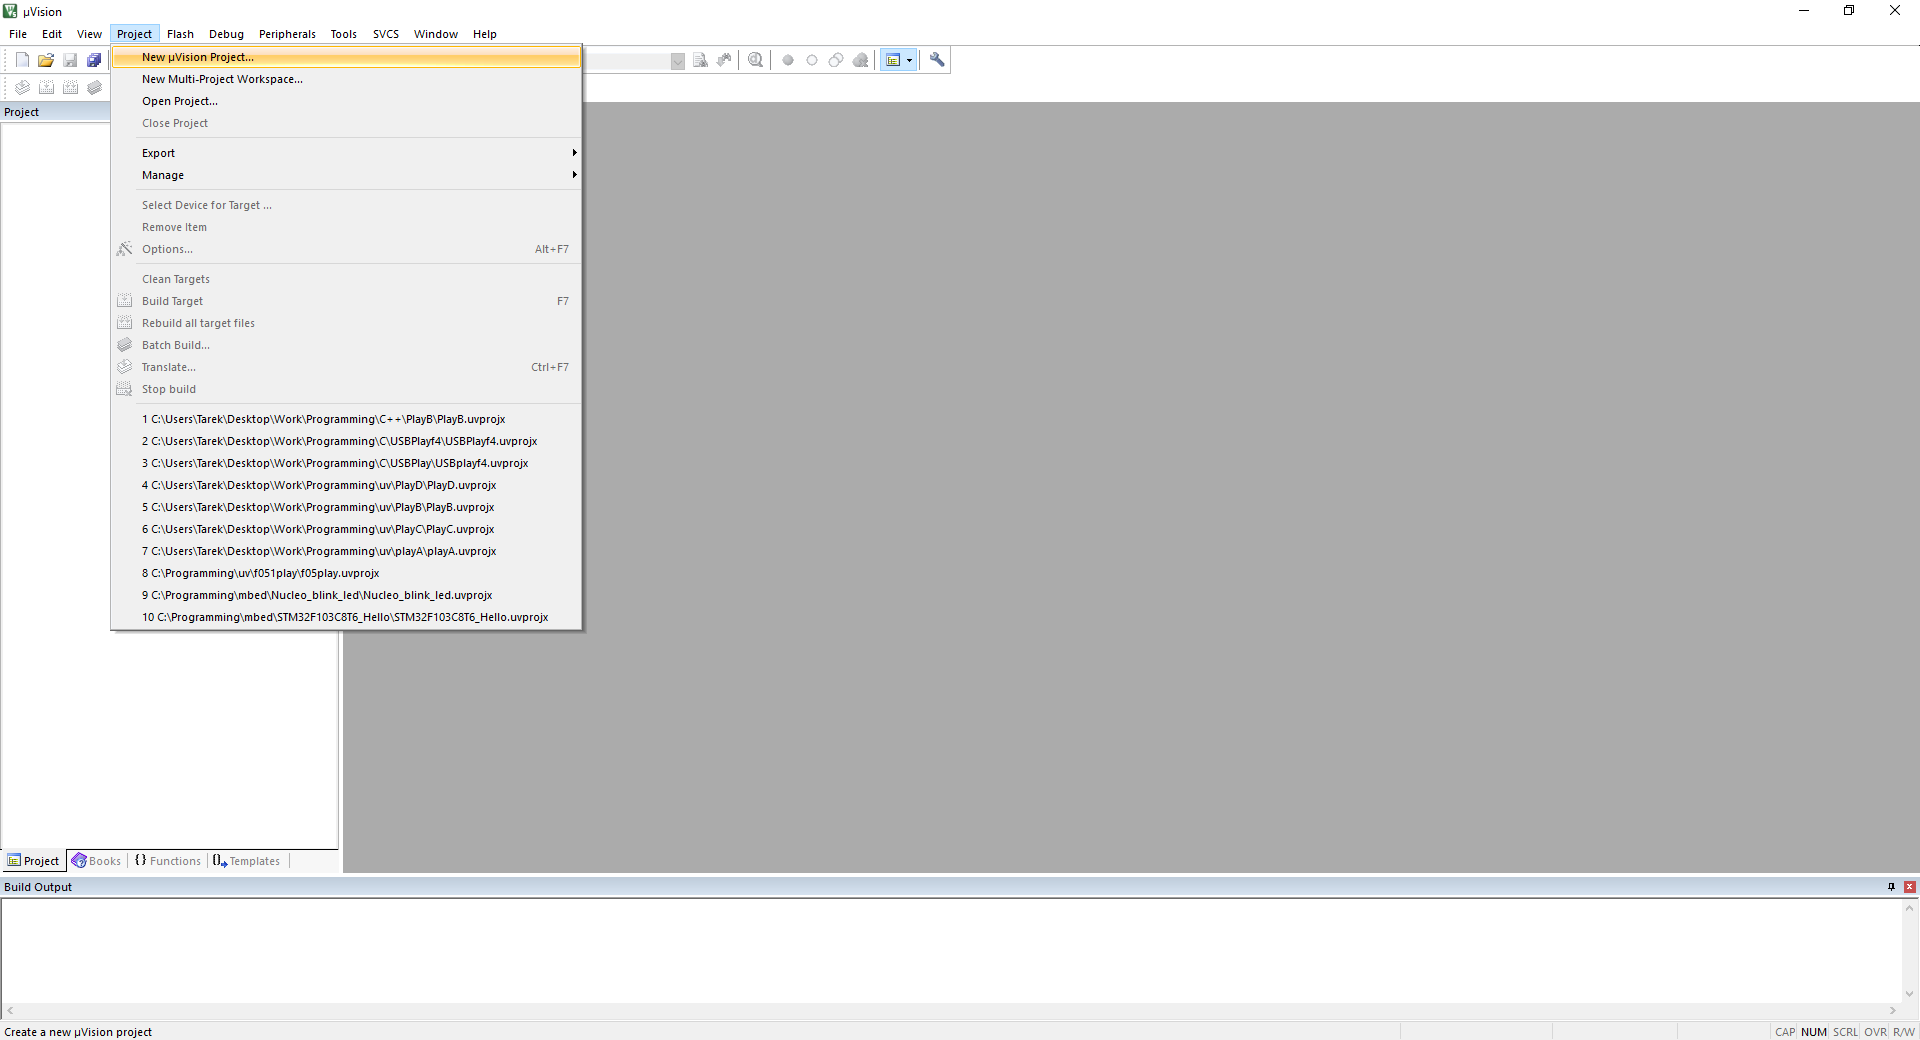 µVision
File Edit View Project Flash Debug Peripherals Tools SVCS Window Help
New µVision Project...
New Multi-Project Workspace...
Open Project...
Close Project
Export
Manage
Select Device for Target ...
Remove Item
Options... Alt+F7
Clean Targets
Build Target F7
Rebuild all target files
Batch Build...
Translate... Ctrl+F7
Stop build
1 C:\Users\Tarek\Desktop\Work\Programming\C++\PlayB\PlayB.uvprojx
2 C:\Users\Tarek\Desktop\Work\Programming\C\USBPlayf4\USBPlayf4.uvprojx
3 C:\Users\Tarek\Desktop\Work\Programming\C\USBPlay\USBplayf4.uvprojx
4 C:\Users\Tarek\Desktop\Work\Programming\uv\PlayD\PlayD.uvprojx
5 C:\Users\Tarek\Desktop\Work\Programming\uv\PlayB\PlayB.uvprojx
6 C:\Users\Tarek\Desktop\Work\Programming\uv\PlayC\PlayC.uvprojx
7 C:\Users\Tarek\Desktop\Work\Programming\uv\playA\playA.uvprojx
8 C:\Programming\uv\f051play\f05play.uvprojx
9 C:\Programming\mbed\Nucleo_blink_led\Nucleo_blink_led.uvprojx
10 C:\Programming\mbed\STM32F103C8T6_Hello\STM32F103C8T6_Hello.uvprojx
Project
Project Books {} Functions Templates
Build Output
Create a new µVision project
CAP NUM SCRL OVR R/W